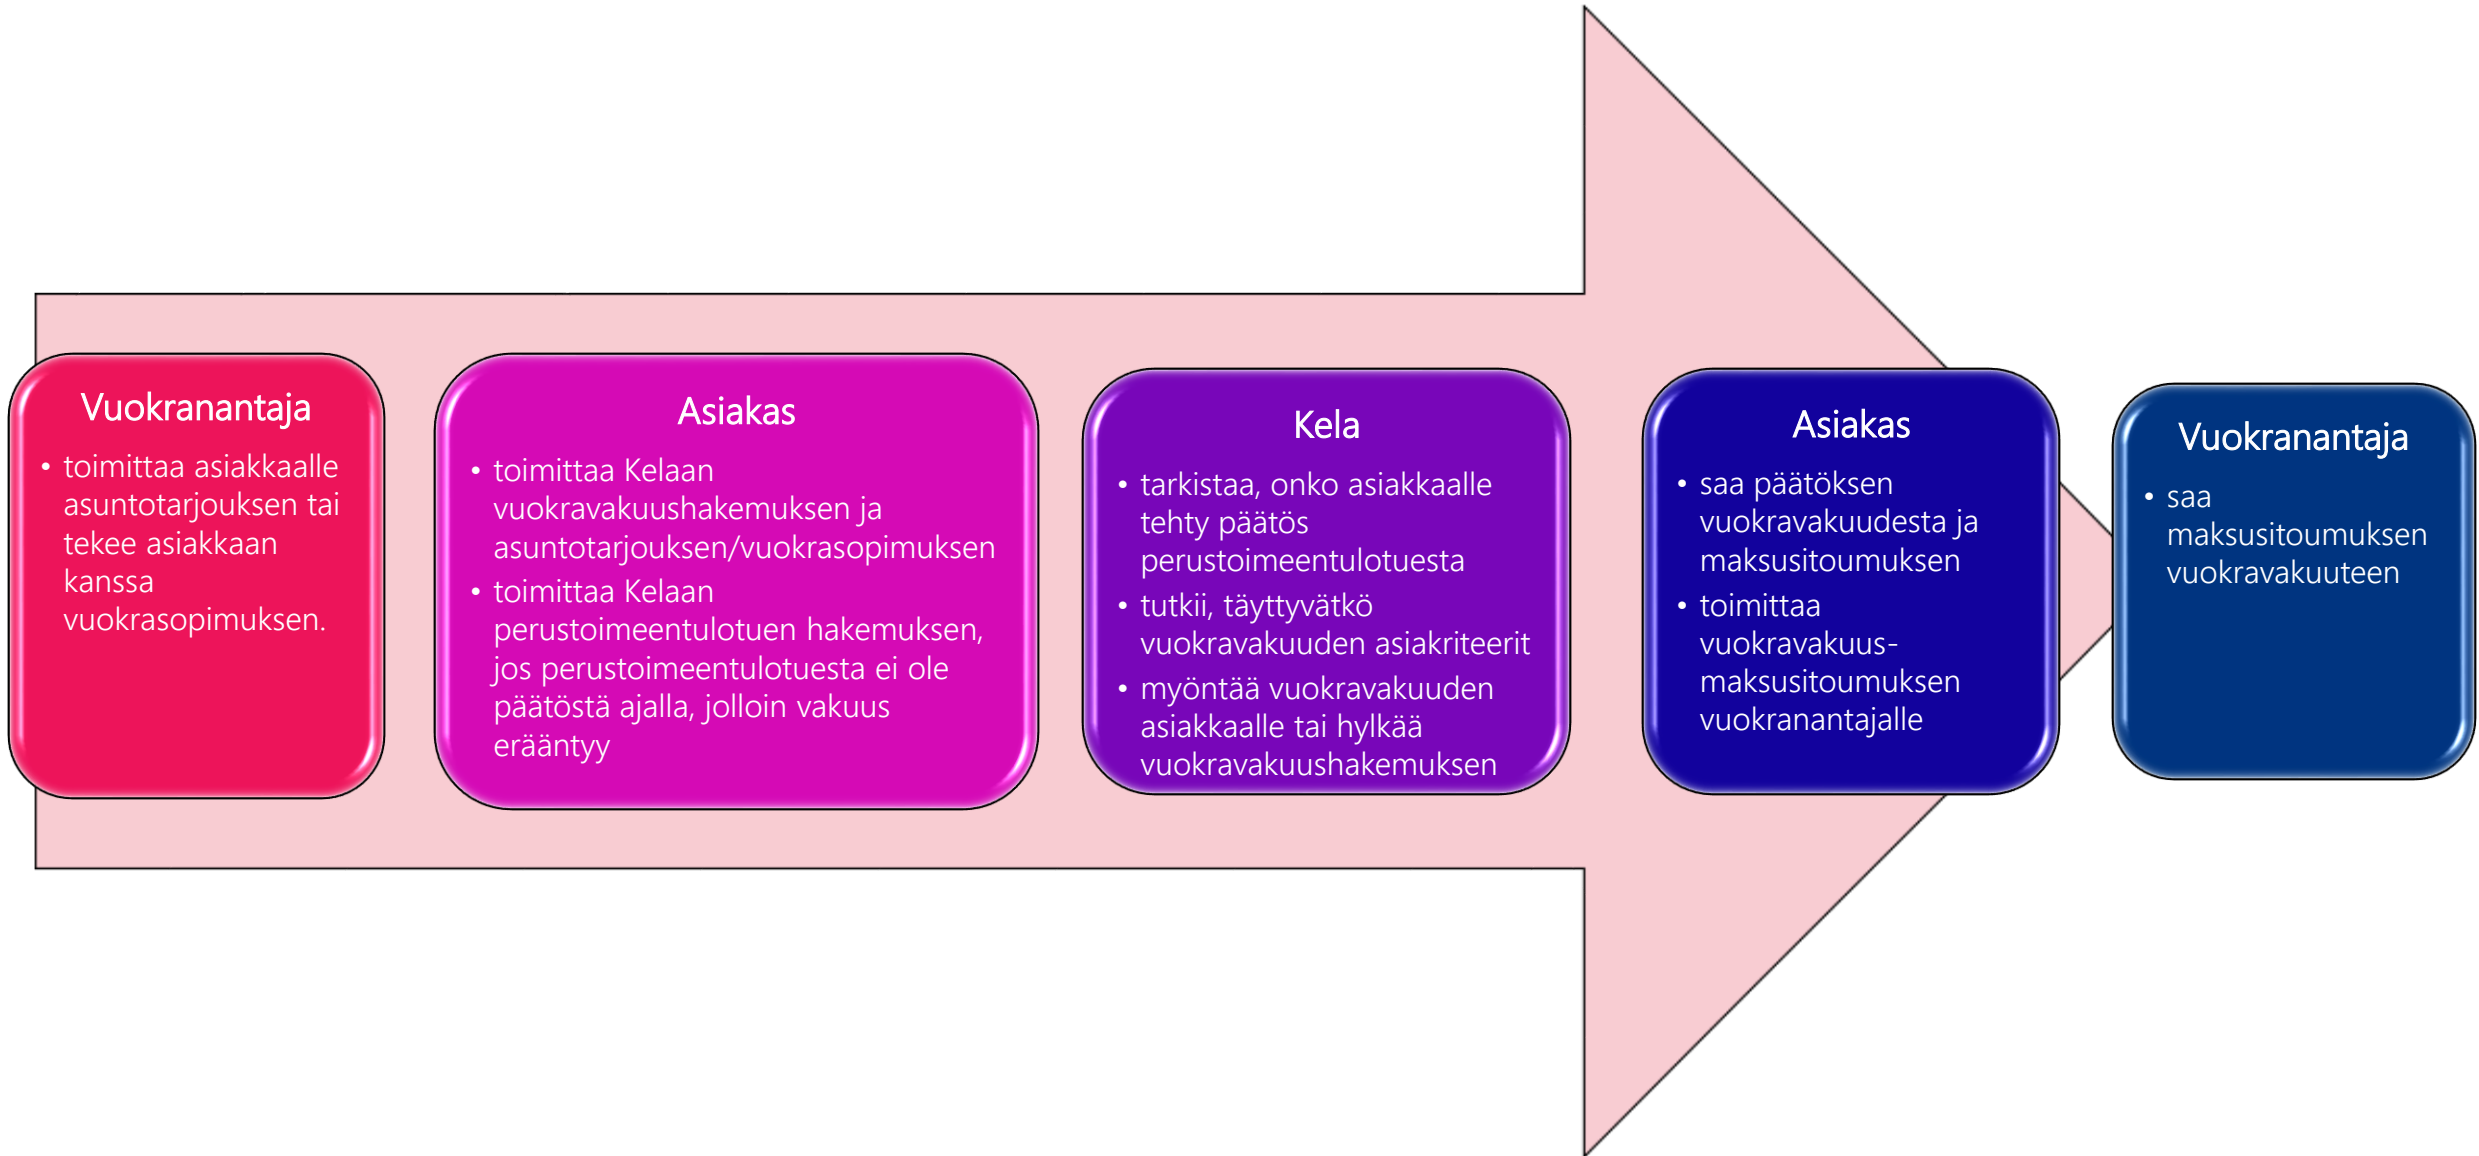 Vuokranantaja
• toimittaa asiakkaalle
asuntotarjouksen tai
tekee asiakkaan
kanssa
vuokrasopimuksen.
Asiakas
• toimittaa Kelaan
vuokravakuushakemuksen ja
asuntotarjouksen/vuokrasopimuksen
• toimittaa Kelaan
perustoimeentulotuen hakemuksen,
jos perustoimeentulotuesta ei ole
päätöstä ajalla, jolloin vakuus
erääntyy
Kela
• tarkistaa, onko asiakkaalle
tehty päätös
perustoimeentulotuesta
• tutkii, täyttyvätkö
vuokravakuuden asiakriteerit
• myöntää vuokravakuuden
asiakkaalle tai hylkää
vuokravakuushakemuksen
Asiakas
• saa päätöksen
vuokravakuudesta ja
maksusitoumuksen
• toimittaa
vuokravakuus-
maksusitoumuksen
vuokranantajalle
Vuokranantaja
• saa
maksusitoumuksen
vuokravakuuteen